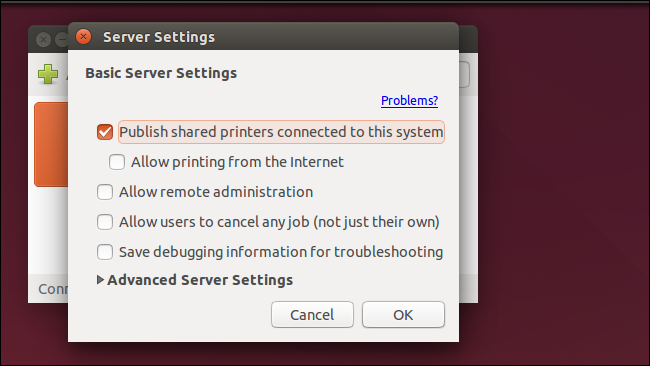 Server Settings
Basic Server Settings
Problems?
Publish shared printers connected to this system
Allow printing from the Internet
Allow remote administration
Allow users to cancel any job (not just their own)
Save debugging information for troubleshooting
Advanced Server Settings
Conn
Cancel OK